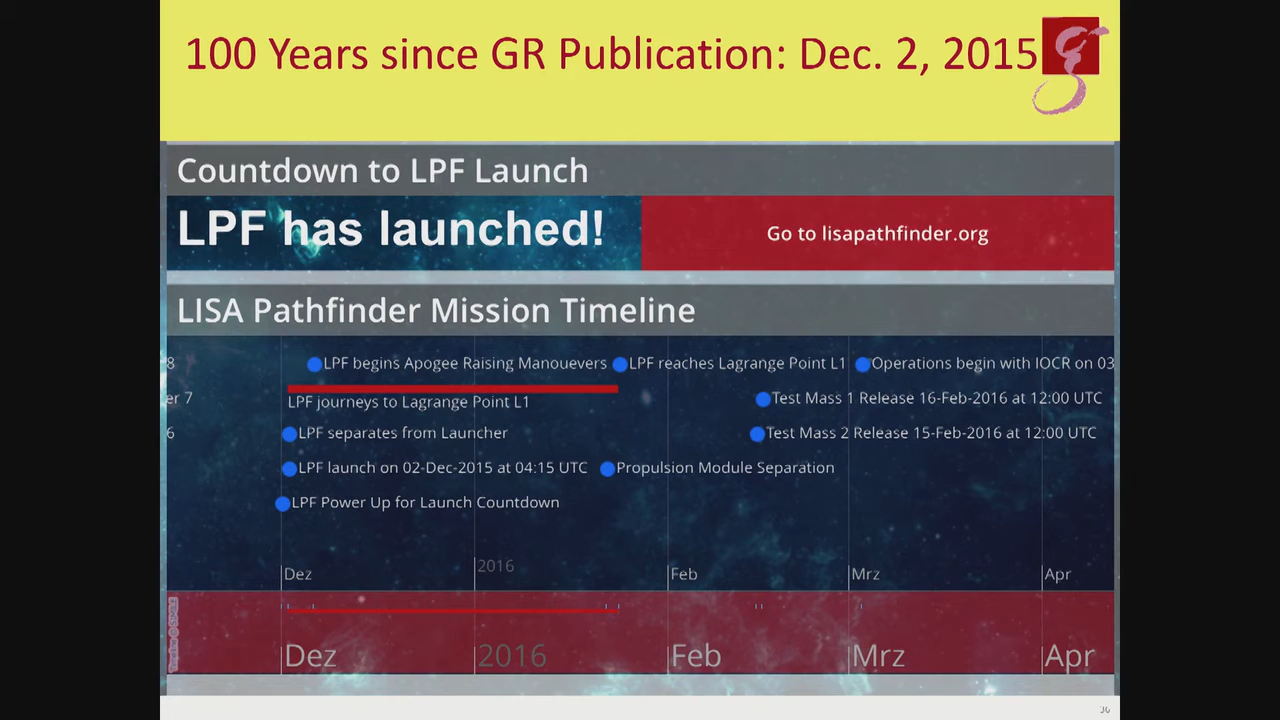 100 Years since GR Publication: Dec. 2, 2015
Countdown to LPF Launch
LPF has launched!
Go to lisapathfinder.org
LISA Pathfinder Mission Timeline
8
LPF begins Apogee Raising Manouevers
LPF reaches Lagrange Point L1
Operations begin with IOCR on 03
er 7
LPF journeys to Lagrange Point L1
Test Mass 1 Release 16-Feb-2016 at 12:00 UTC
6
LPF separates from Launcher
Test Mass 2 Release 15-Feb-2016 at 12:00 UTC
LPF launch on 02-Dec-2015 at 04:15 UTC
Propulsion Module Separation
LPF Power Up for Launch Countdown
Dez
2016
Feb
Mrz
Apr
Dez
2016
Feb
Mrz
Apr
36